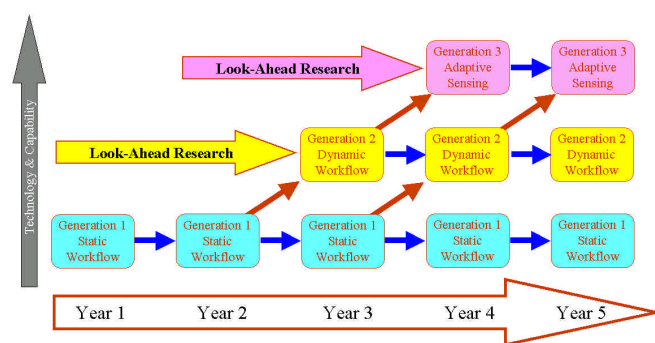 Generation 3
Adaptive
Sensing
Generation 3
Adaptive
Sensing
Look-Ahead Research
Technology & Capability
Generation 2
Dynamic
Workflow
Generation 2
Dynamic
Workflow
Generation 2
Dynamic
Workflow
Look-Ahead Research
Generation 1
Static
Workflow
Generation 1
Static
Workflow
Generation 1
Static
Workflow
Generation 1
Static
Workflow
Generation 1
Static
Workflow
Year 1 Year 2 Year 3 Year 4 Year 5